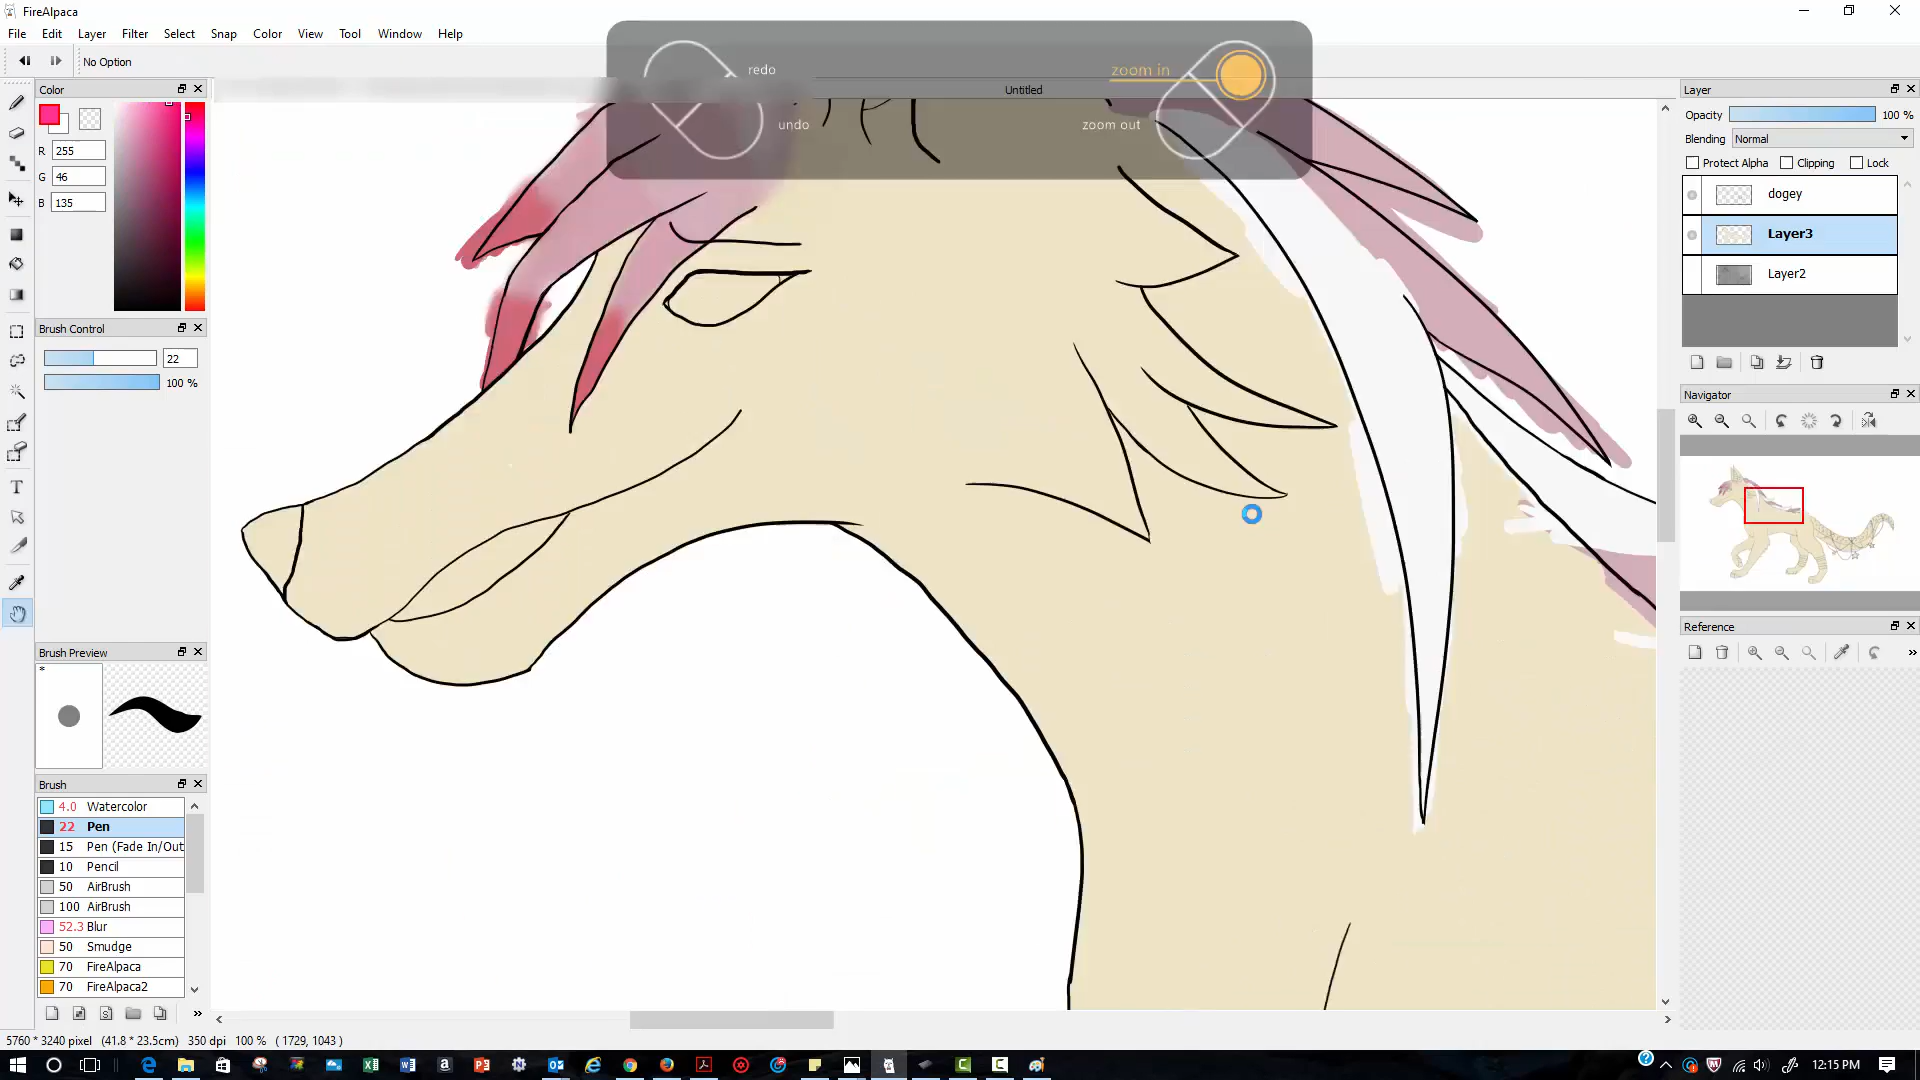 FireAlpaca
File Edit Layer Filter Select Snap Color View Tool Window Help
No Option
redo
undo
zoom in
zoom out
Untitled
Color
R 255
G 46
B 135
Brush Control
22
100 %
Brush Preview
*
Brush
4.0 Watercolor
22 Pen
15 Pen (Fade In/Out
10 Pencil
50 AirBrush
100 AirBrush
52.3 Blur
50 Smudge
70 FireAlpaca
70 FireAlpaca2
Layer
Opacity 100 %
Blending Normal
Protect Alpha Clipping Lock
dogey
Layer3
Layer2
Navigator
Reference
5760 * 3240 pixel (41.8 * 23.5cm) 350 dpi 100 % ( 1729, 1043 )
12:15 PM